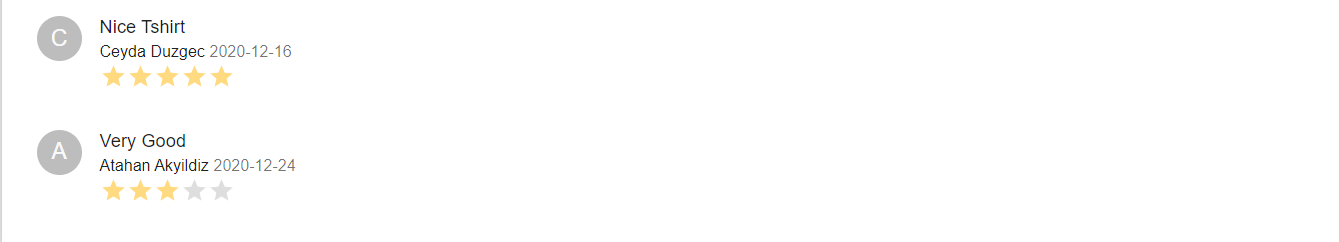 C
Nice Tshirt
Ceyda Duzgec 2020-12-16
A
Very Good
Atahan Akyildiz 2020-12-24